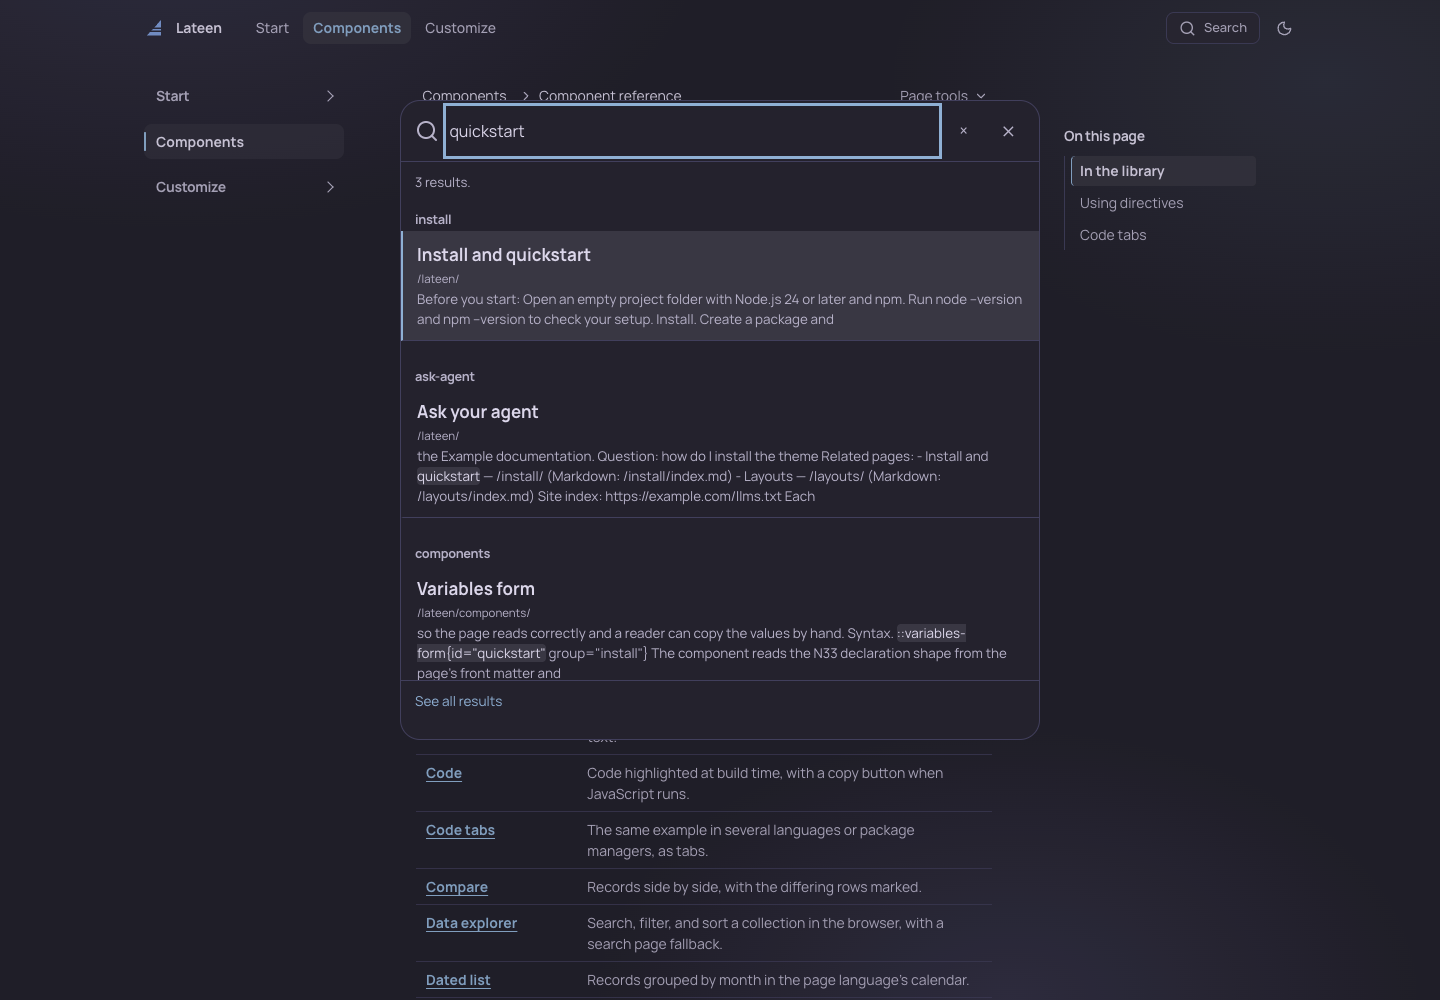 Lateen
Start
Components
Customize
Search
Start
Components
Customize
Components
Component reference
Page tools
quickstart
×
3 results.
install
Install and quickstart
/lateen/
Before you start: Open an empty project folder with Node.js 24 or later and npm. Run node –version
and npm –version to check your setup. Install. Create a package and
ask-agent
Ask your agent
/lateen/
the Example documentation. Question: how do I install the theme Related pages: - Install and
quickstart — /install/ (Markdown: /install/index.md) - Layouts — /layouts/ (Markdown:
/layouts/index.md) Site index: https://example.com/llms.txt Each
components
Variables form
/lateen/components/
so the page reads correctly and a reader can copy the values by hand. Syntax. ::variables-
form{id="quickstart" group="install"} The component reads the N33 declaration shape from the
page's front matter and
See all results
On this page
In the library
Using directives
Code tabs
text.
Code
Code highlighted at build time, with a copy button when
JavaScript runs.
Code tabs
The same example in several languages or package
managers, as tabs.
Compare
Records side by side, with the differing rows marked.
Data explorer
Search, filter, and sort a collection in the browser, with a
search page fallback.
Dated list
Records grouped by month in the page language's calendar.